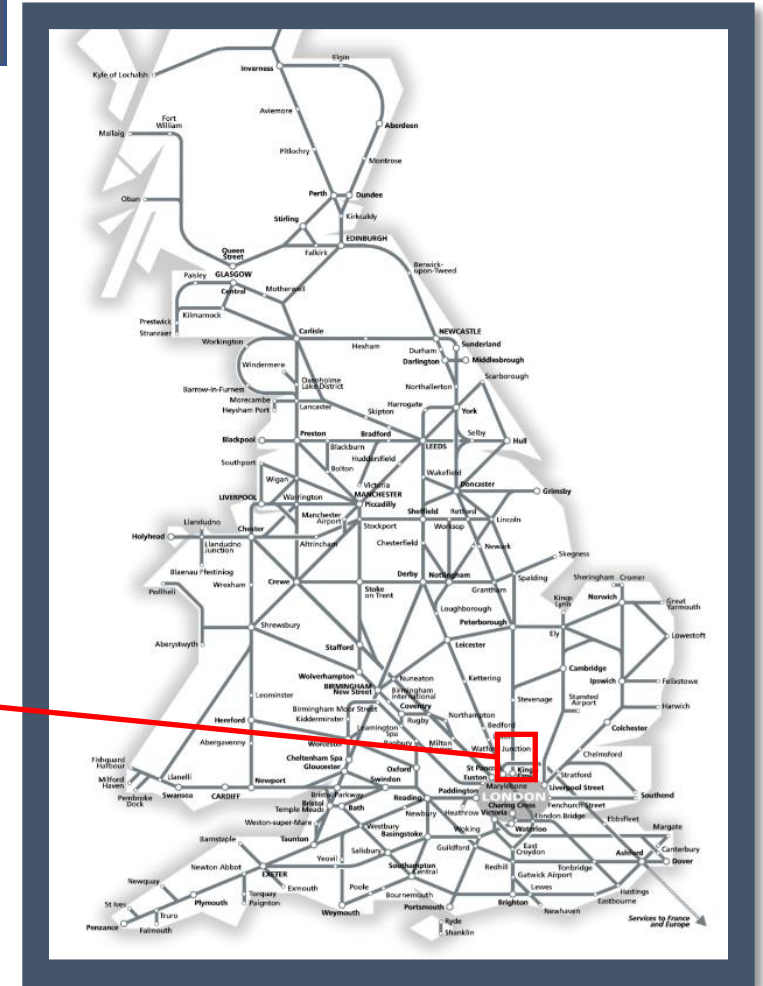 Elgin
Inverness
Kyle of Lochalsh
Aviemore
Fort
William
Mallaig
Aberdeen
Pitlochry
Montrose
Perth
Dundee
Oban
Stirling
Kirkcaldy
EDINBURGH
Queen
Street
Falkirk
GLASGOW
Paisley
Central
Motherwell
Berwick-
upon-Tweed
Kilmarnock
Prestwick
Stranraer
Carlisle
NEWCASTLE
Workington
Hexham
Sunderland
Durham
Darlington
Middlesbrough
Windermere
Scarborough
Oxenholme
Lake District
Northallerton
Barrow-in-Furness
Morecambe
Heysham Port
Lancaster
Harrogate
Skipton
York
Preston
Bradford
Selby
Blackpool
Blackburn
LEEDS
Hull
Huddersfield
Southport
Bolton
Wakefield
Wigan
Victoria
Doncaster
MANCHESTER
Grimsby
LIVERPOOL
Warrington
Piccadilly
Manchester
Airport
Sheffield
Retford
Llandudno
Stockport
Worksop
Lincoln
Holyhead
Chester
Llandudno
Junction
Altrincham
Chesterfield
Newark
Skegness
Blaenau Ffestiniog
Derby
Nottingham
Spalding
Sheringham
Cromer
Pwllheli
Wrexham
Crewe
Stoke
on Trent
Grantham
Kings
Lynn
Norwich
Great
Yarmouth
Loughborough
Shrewsbury
Peterborough
Aberystwyth
Stafford
Leicester
Ely
Lowestoft
Wolverhampton
Nuneaton
Kettering
Cambridge
BIRMINGHAM
New Street
Birmingham
International
Ipswich
Felixstowe
Leominster
Coventry
Stevenage
Stansted
Airport
Harwich
Birmingham Moor Street
Kidderminster
Rugby
Northampton
Hereford
Leamington
Spa
Bedford
Colchester
Abergavenny
Worcester
Banbury
Milton
Watford
Junction
Chelmsford
Fishguard
Harbour
Cheltenham Spa
Gloucester
Oxford
St Pancras
Kings
Stratford
Milford
Haven
Llanelli
Swindon
Euston
Marylebone
Liverpool Street
Pembroke
Dock
Swansea
CARDIFF
Newport
Bristol Parkway
Reading
Paddington
LONDON
Fenchurch Street
Southend
Bristol
Temple Meads
Bath
Charing Cross
London Bridge
Weston-super-Mare
Newbury
Heathrow
Victoria
Ebbsfleet
Westbury
Basingstoke
Woking
Waterloo
Margate
Barnstaple
Taunton
Salisbury
Guildford
East
Croydon
Canterbury
Newton Abbot
Yeovil
Southampton
Central
Redhill
Tonbridge
Ashford
Dover
Gatwick Airport
Newquay
EXETER
Exmouth
Poole
Lewes
Hastings
St Ives
Plymouth
Torquay
Paignton
Bournemouth
Eastbourne
Truro
Weymouth
Portsmouth
Brighton
Newhaven
Penzance
Falmouth
Ryde
Shanklin
Services to France
and Europe